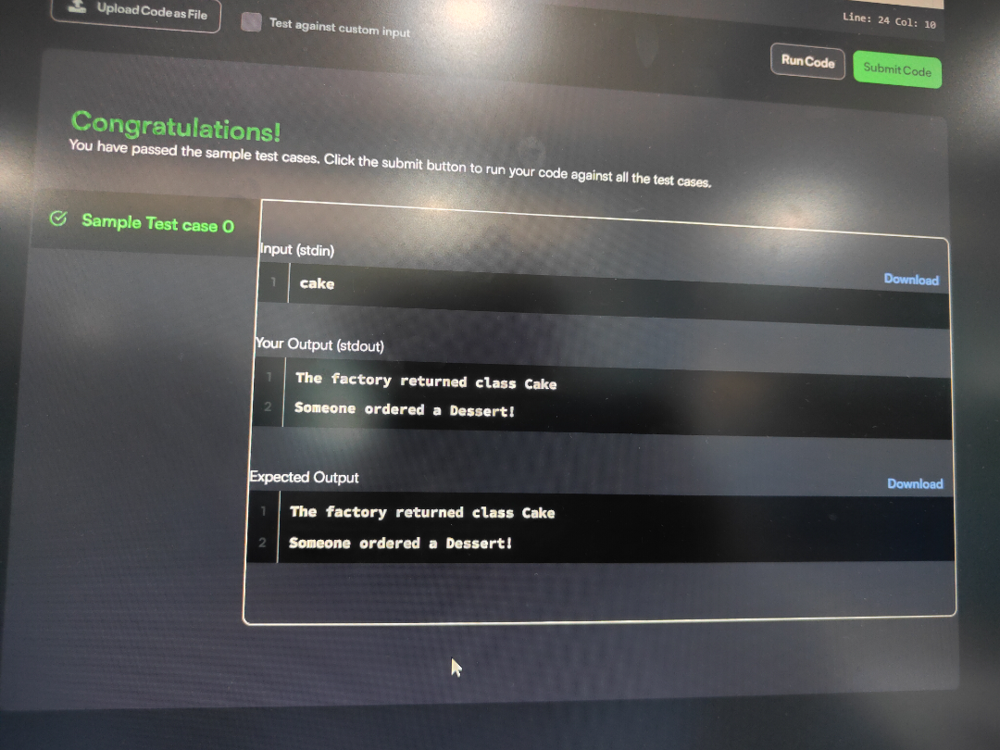 Line: 24 Col: 10
Upload Code as File
Test against custom input
Run Code
Submit Code
Congratulations!
You have passed the sample test cases. Click the submit button to run your code against all the test cases.
Sample Test case 0
Input (stdin)
Download
1 cake
Your Output (stdout)
1 The factory returned class Cake
2 Someone ordered a Dessert!
Expected Output
Download
1 The factory returned class Cake
2 Someone ordered a Dessert!